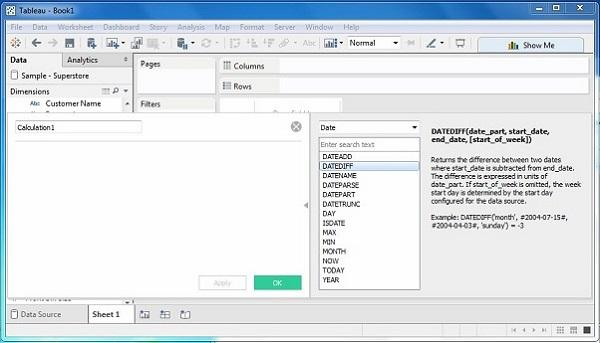 Tableau - Book1
File Data Worksheet Dashboard Story Analysis Map Format Server Window Help
Abc Normal Show Me
Data Analytics Pages Columns
Sample - Superstore
Rows
Dimensions
Abc Customer Name Filters
Calculation1
Date
Enter search text
DATEADD
DATEDIFF
DATENAME
DATEPARSE
DATEPART
DATETRUNC
DAY
ISDATE
MAX
MIN
MONTH
NOW
TODAY
YEAR
DATEDIFF(date_part, start_date,
end_date, [start_of_week])
Returns the difference between two dates
where start_date is subtracted from end_date.
The difference is expressed in units of
date_part. If start_of_week is omitted, the week
start day is determined by the start day
configured for the data source.
Example: DATEDIFF('month', #2004-07-15#,
#2004-04-03#, 'sunday') = -3
Apply OK
Data Source Sheet 1